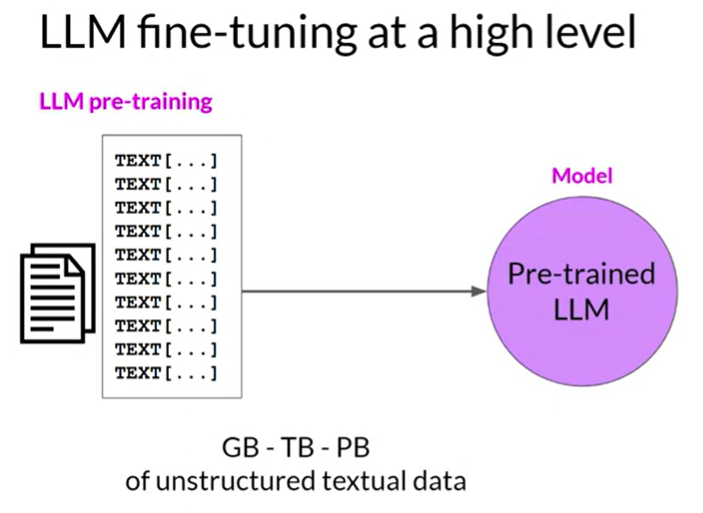 LLM fine-tuning at a high level
LLM pre-training
TEXT[...]
TEXT[...]
TEXT[...]
TEXT[...]
TEXT[...]
TEXT[...]
TEXT[...]
TEXT[...]
TEXT[...]
TEXT[...]
Model
Pre-trained
LLM
GB - TB - PB
of unstructured textual data